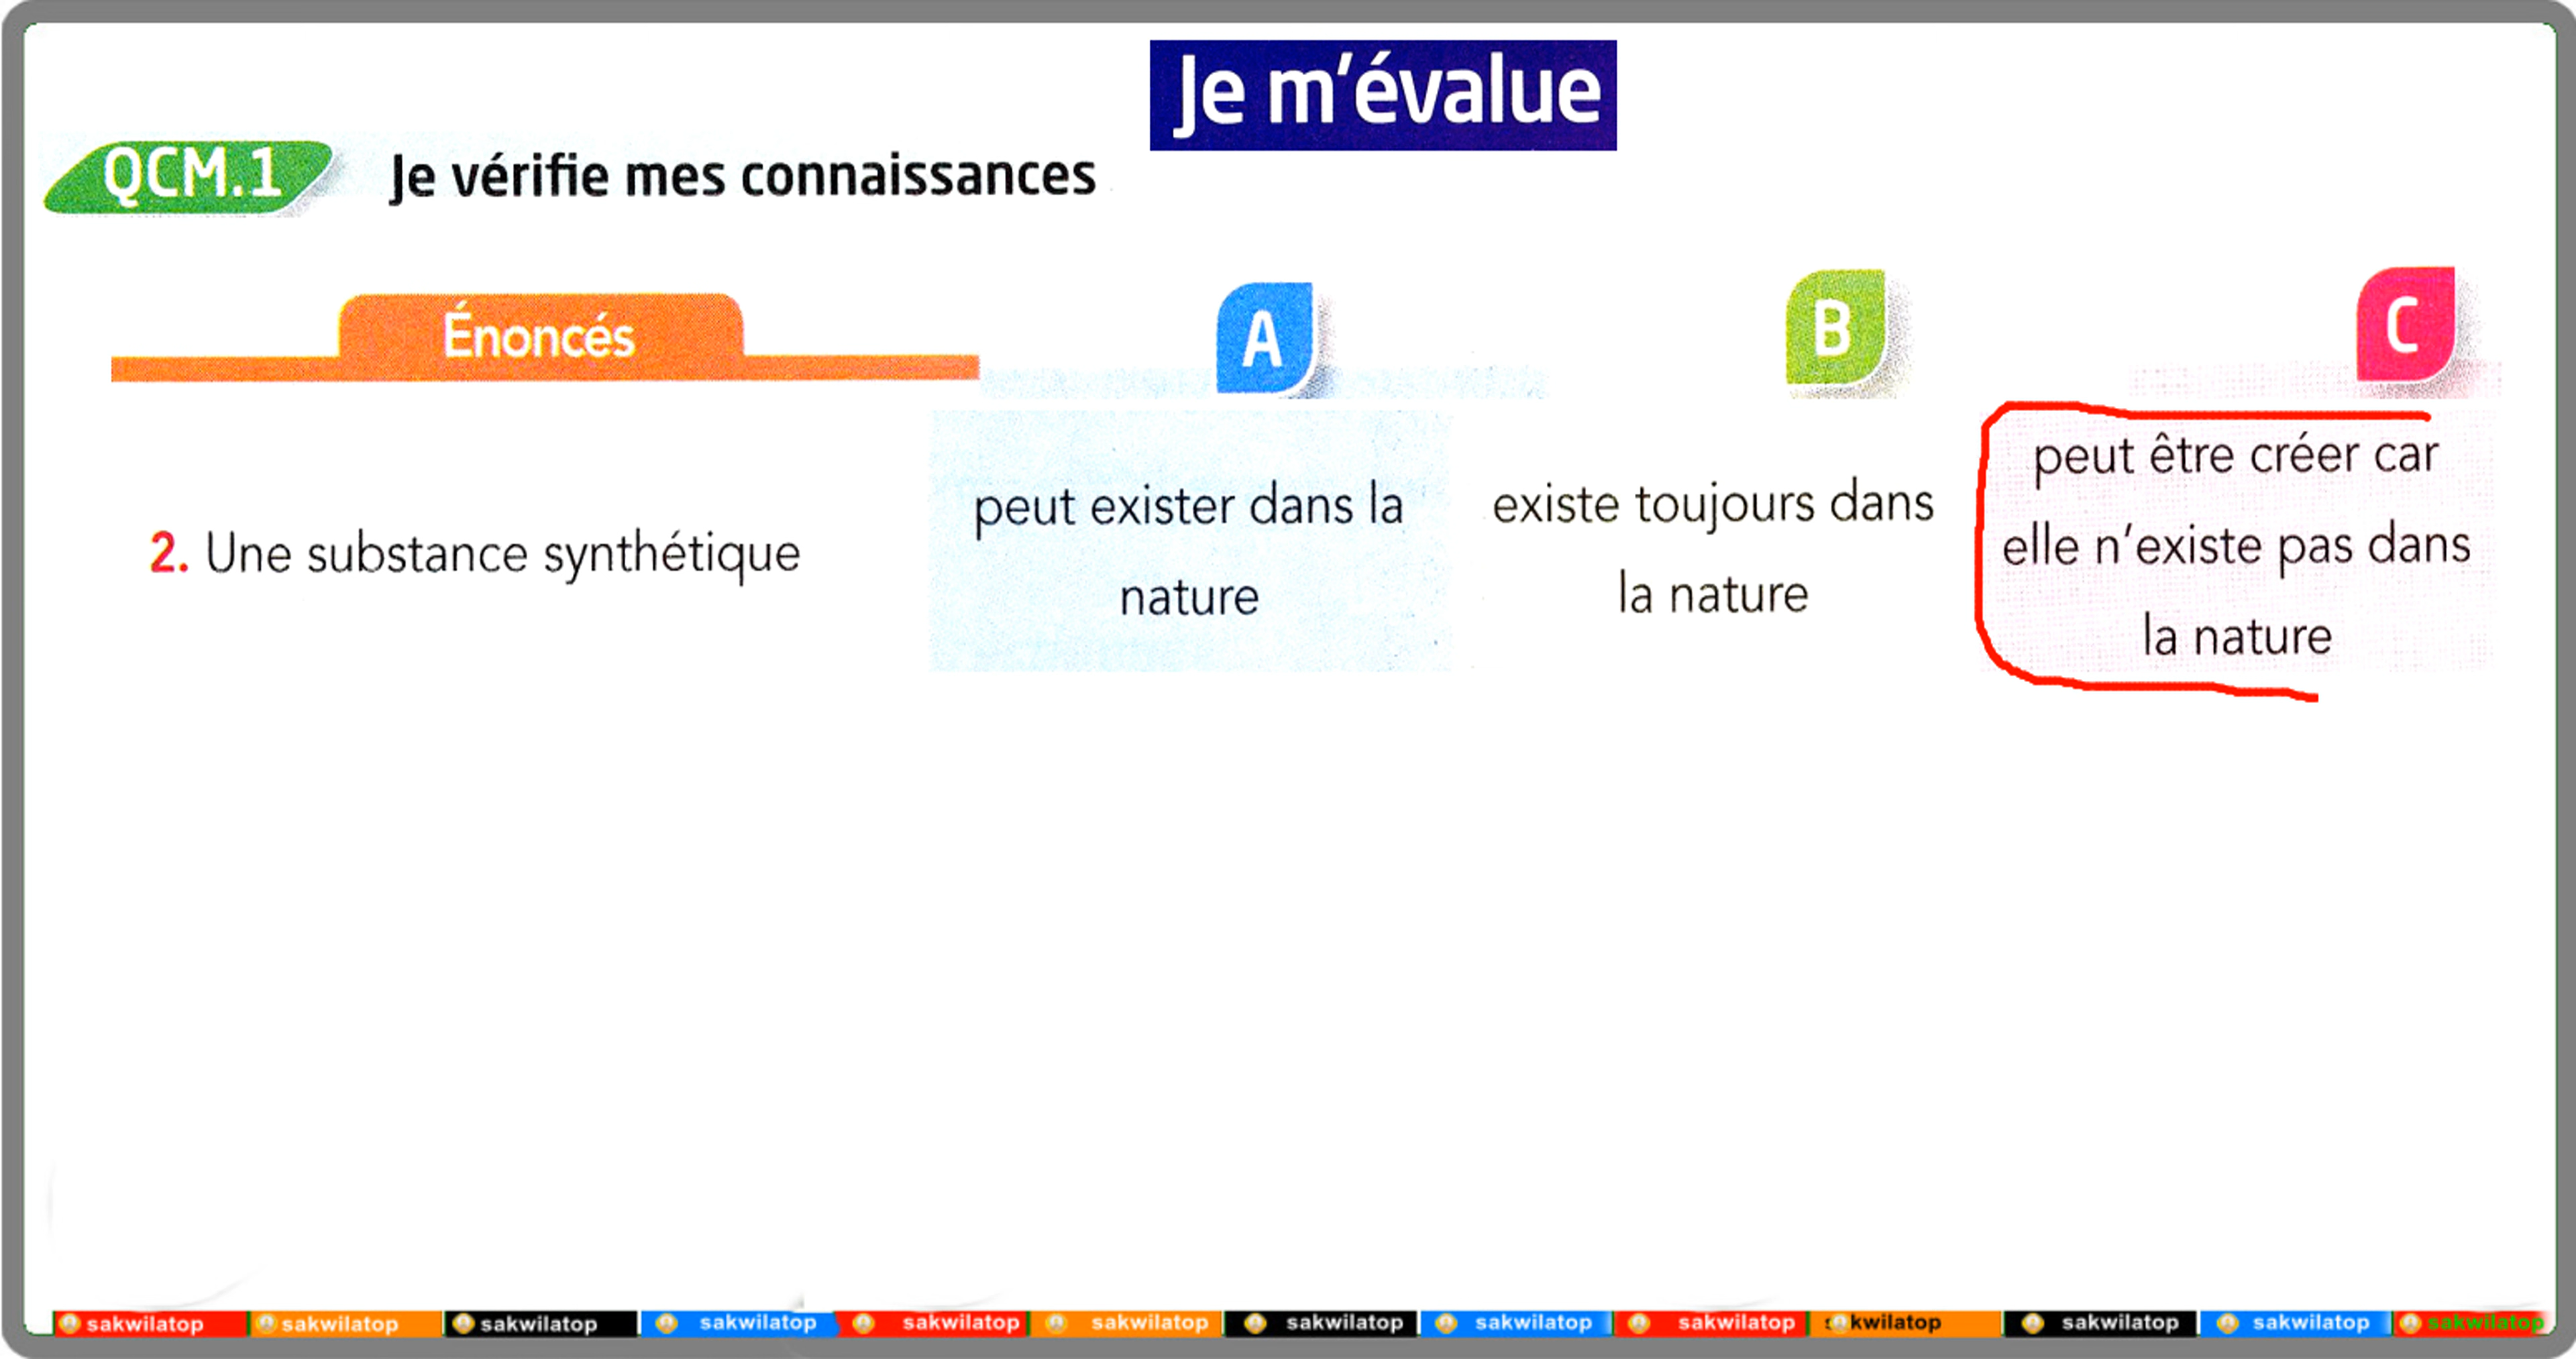 Je m'évalue
QCM.1 Je vérifie mes connaissances
Énoncés A B C
2. Une substance synthétique
peut exister dans la
nature
existe toujours dans
la nature
peut être créer car
elle n'existe pas dans
la nature
sakwilatop sakwilatop sakwilatop sakwilatop sakwilatop sakwilatop sakwilatop sakwilatop sakwilatop kwilatop sakwilatop sakwilatop sakwilatop